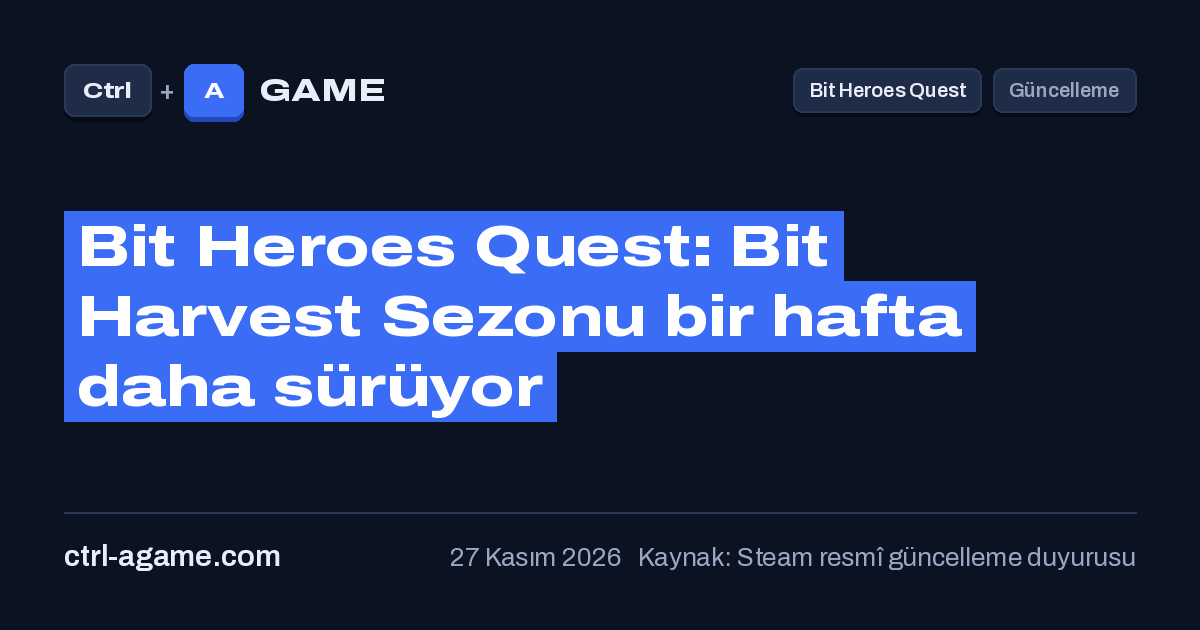 Ctrl + A GAME
Bit Heroes Quest
Güncelleme
Bit Heroes Quest: Bit
Harvest Sezonu bir hafta
daha sürüyor
ctrl-agame.com
27 Kasım 2026 Kaynak: Steam resmî güncelleme duyurusu